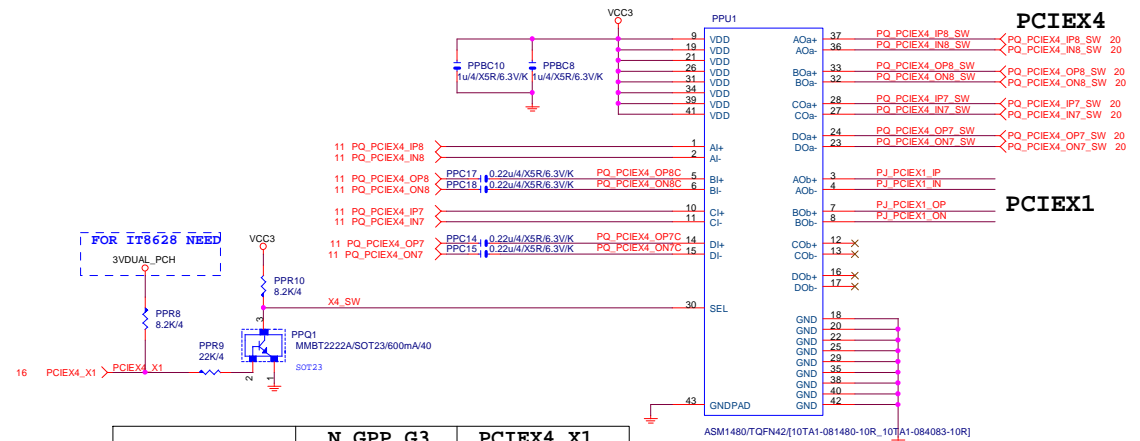 VCC3
PPU1
PCIEX4
9 VDD
19 VDD
21 VDD
26 VDD
31 VDD
34 VDD
39 VDD
41 VDD
PPBC10
1u/4/X5R/6.3V/K
PPBC8
1u/4/X5R/6.3V/K
AOa+ 37 PQ_PCIEX4_IP8_SW PQ_PCIEX4_IP8_SW 20
AOa- 36 PQ_PCIEX4_IN8_SW PQ_PCIEX4_IN8_SW 20
BOa+ 33 PQ_PCIEX4_OP8_SW PQ_PCIEX4_OP8_SW 20
BOa- 32 PQ_PCIEX4_ON8_SW PQ_PCIEX4_ON8_SW 20
COa+ 28 PQ_PCIEX4_IP7_SW PQ_PCIEX4_IP7_SW 20
COa- 27 PQ_PCIEX4_IN7_SW PQ_PCIEX4_IN7_SW 20
DOa+ 24 PQ_PCIEX4_OP7_SW PQ_PCIEX4_OP7_SW 20
DOa- 23 PQ_PCIEX4_ON7_SW PQ_PCIEX4_ON7_SW 20
11 PQ_PCIEX4_IP8 1 AI+
11 PQ_PCIEX4_IN8 2 AI-
11 PQ_PCIEX4_OP8 PPC17 0.22u/4/X5R/6.3V/K PQ_PCIEX4_OP8C 5 BI+
11 PQ_PCIEX4_ON8 PPC18 0.22u/4/X5R/6.3V/K PQ_PCIEX4_ON8C 6 BI-
11 PQ_PCIEX4_IP7 10 CI+
11 PQ_PCIEX4_IN7 11 CI-
11 PQ_PCIEX4_OP7 PPC14 0.22u/4/X5R/6.3V/K PQ_PCIEX4_OP7C 14 DI+
11 PQ_PCIEX4_ON7 PPC15 0.22u/4/X5R/6.3V/K PQ_PCIEX4_ON7C 15 DI-
AOb+ 3 PJ_PCIEX1_IP
AOb- 4 PJ_PCIEX1_IN
BOb+ 7 PJ_PCIEX1_OP
BOb- 8 PJ_PCIEX1_ON
PCIEX1
COb+ 12
COb- 13
DOb+ 16
DOb- 17
FOR IT8628 NEED
3VDUAL_PCH
VCC3
PPR10
8.2K/4
X4_SW 30 SEL
PPR8
8.2K/4
3
PPQ1
MMBT2222A/SOT23/600mA/40
SOT23
PPR9
22K/4
16 PCIEX4_X1 PCIEX4_X1
2
1
GND 18
GND 20
GND 22
GND 25
GND 29
GND 35
GND 38
GND 40
GND 42
43 GNDPAD
ASM1480/TQFN42/[10TA1-081480-10R_10TA1-084083-10R]
N_GPP_G3 PCIEX4_X1